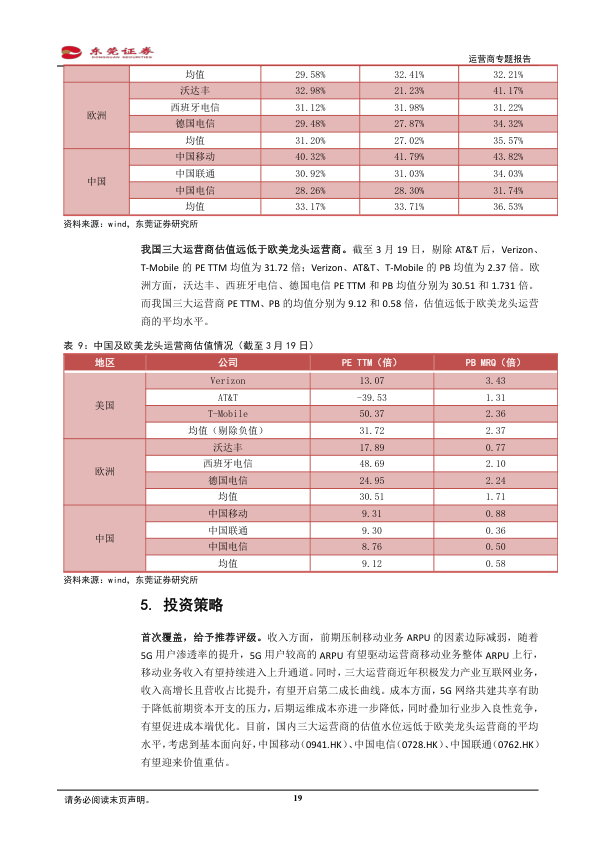 东莞证券
DONGGUAN SECURITIES
运营商专题报告
均值 29.58% 32.41% 32.21%
欧洲
沃达丰 32.98% 21.23% 41.17%
西班牙电信 31.12% 31.98% 31.22%
德国电信 29.48% 27.87% 34.32%
均值 31.20% 27.02% 35.57%
中国
中国移动 40.32% 41.79% 43.82%
中国联通 30.92% 31.03% 34.03%
中国电信 28.26% 28.30% 31.74%
均值 33.17% 33.71% 36.53%
资料来源：wind，东莞证券研究所
我国三大运营商估值远低于欧美龙头运营商。截至 3 月 19 日，剔除 AT&T 后，Verizon、
T-Mobile 的 PE TTM 均值为 31.72 倍；Verizon、AT&T、T-Mobile 的 PB 均值为 2.37 倍。欧
洲方面，沃达丰、西班牙电信、德国电信 PE TTM 和 PB 均值分别为 30.51 和 1.731 倍。
而我国三大运营商 PE TTM、PB 的均值分别为 9.12 和 0.58 倍，估值远低于欧美龙头运营
商的平均水平。
表 9：中国及欧美龙头运营商估值情况（截至 3 月 19 日）
地区 公司 PE TTM（倍） PB MRQ（倍）
美国
Verizon 13.07 3.43
AT&T -39.53 1.31
T-Mobile 50.37 2.36
均值（剔除负值） 31.72 2.37
欧洲
沃达丰 17.89 0.77
西班牙电信 48.69 2.10
德国电信 24.95 2.24
均值 30.51 1.71
中国
中国移动 9.31 0.88
中国联通 9.30 0.36
中国电信 8.76 0.50
均值 9.12 0.58
资料来源：wind，东莞证券研究所
5. 投资策略
首次覆盖，给予推荐评级。收入方面，前期压制移动业务 ARPU 的因素边际减弱，随着
5G 用户渗透率的提升，5G 用户较高的 ARPU 有望驱动运营商移动业务整体 ARPU 上行，
移动业务收入有望持续进入上升通道。同时，三大运营商近年积极发力产业互联网业务，
收入高增长且营收占比提升，有望开启第二成长曲线。成本方面，5G 网络共建共享有助
于降低前期资本开支的压力，后期运维成本亦进一步降低，同时叠加行业步入良性竞争，
有望促进成本端优化。目前，国内三大运营商的估值水位远低于欧美龙头运营商的平均
水平，考虑到基本面向好，中国移动（0941.HK）、中国电信（0728.HK）、中国联通（0762.HK）
有望迎来价值重估。
请务必阅读末页声明。
19